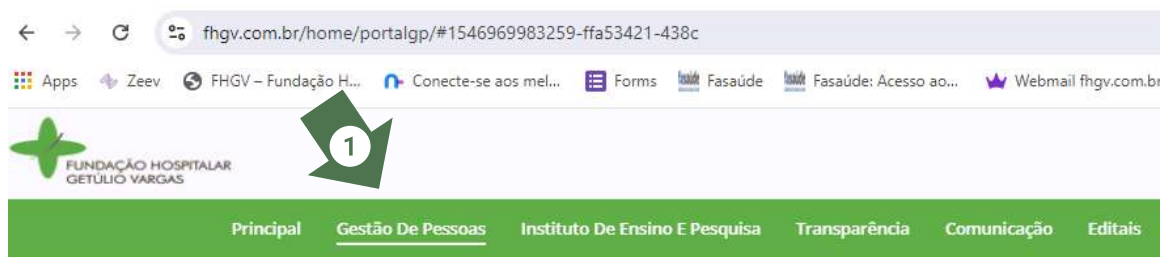 fhgv.com.br/home/portalgp/#1546969983259-ffa53421-438c
Apps Zeev FHGV – Fundação H... Conecte-se aos mel... Forms Fasaúde Fasaúde: Acesso ao... Webmail fhgv.com.br
1
FUNDAÇÃO HOSPITALAR
GETÚLIO VARGAS
Principal Gestão De Pessoas Instituto De Ensino E Pesquisa Transparência Comunicação Editais